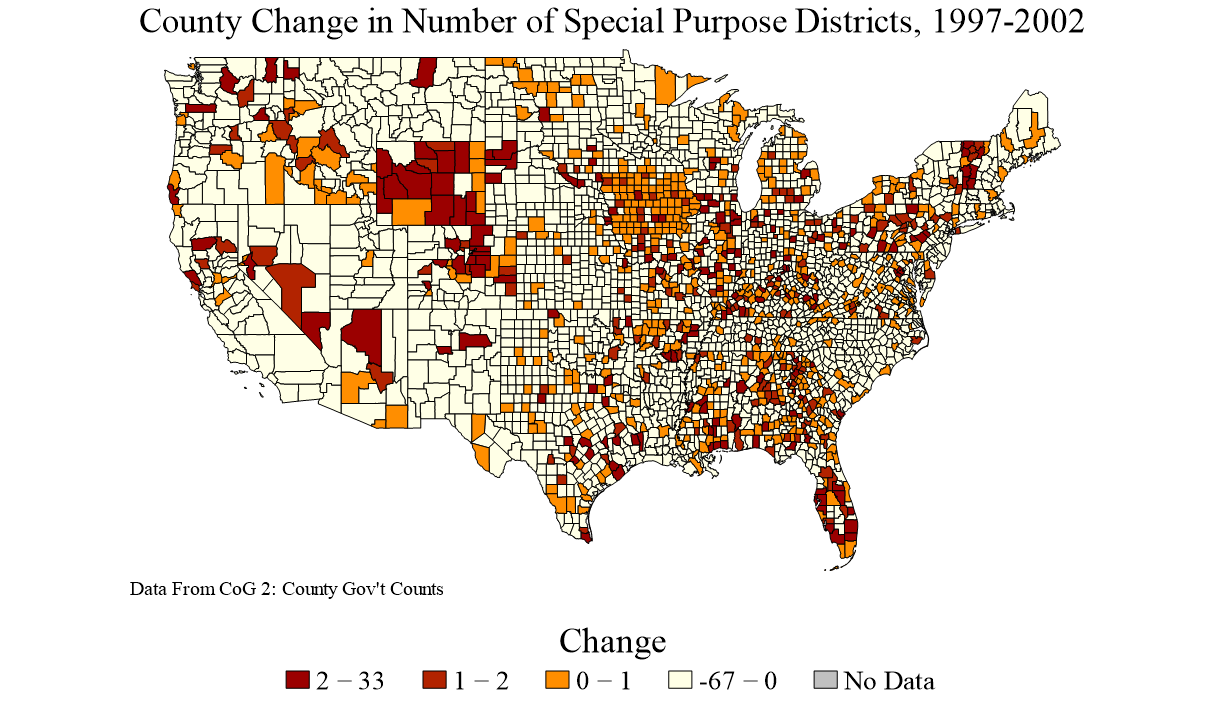 County Change in Number of Special Purpose Districts, 1997-2002
Data From CoG 2: County Gov't Counts
Change
2 − 33 1 − 2 0 − 1 -67 − 0 No Data